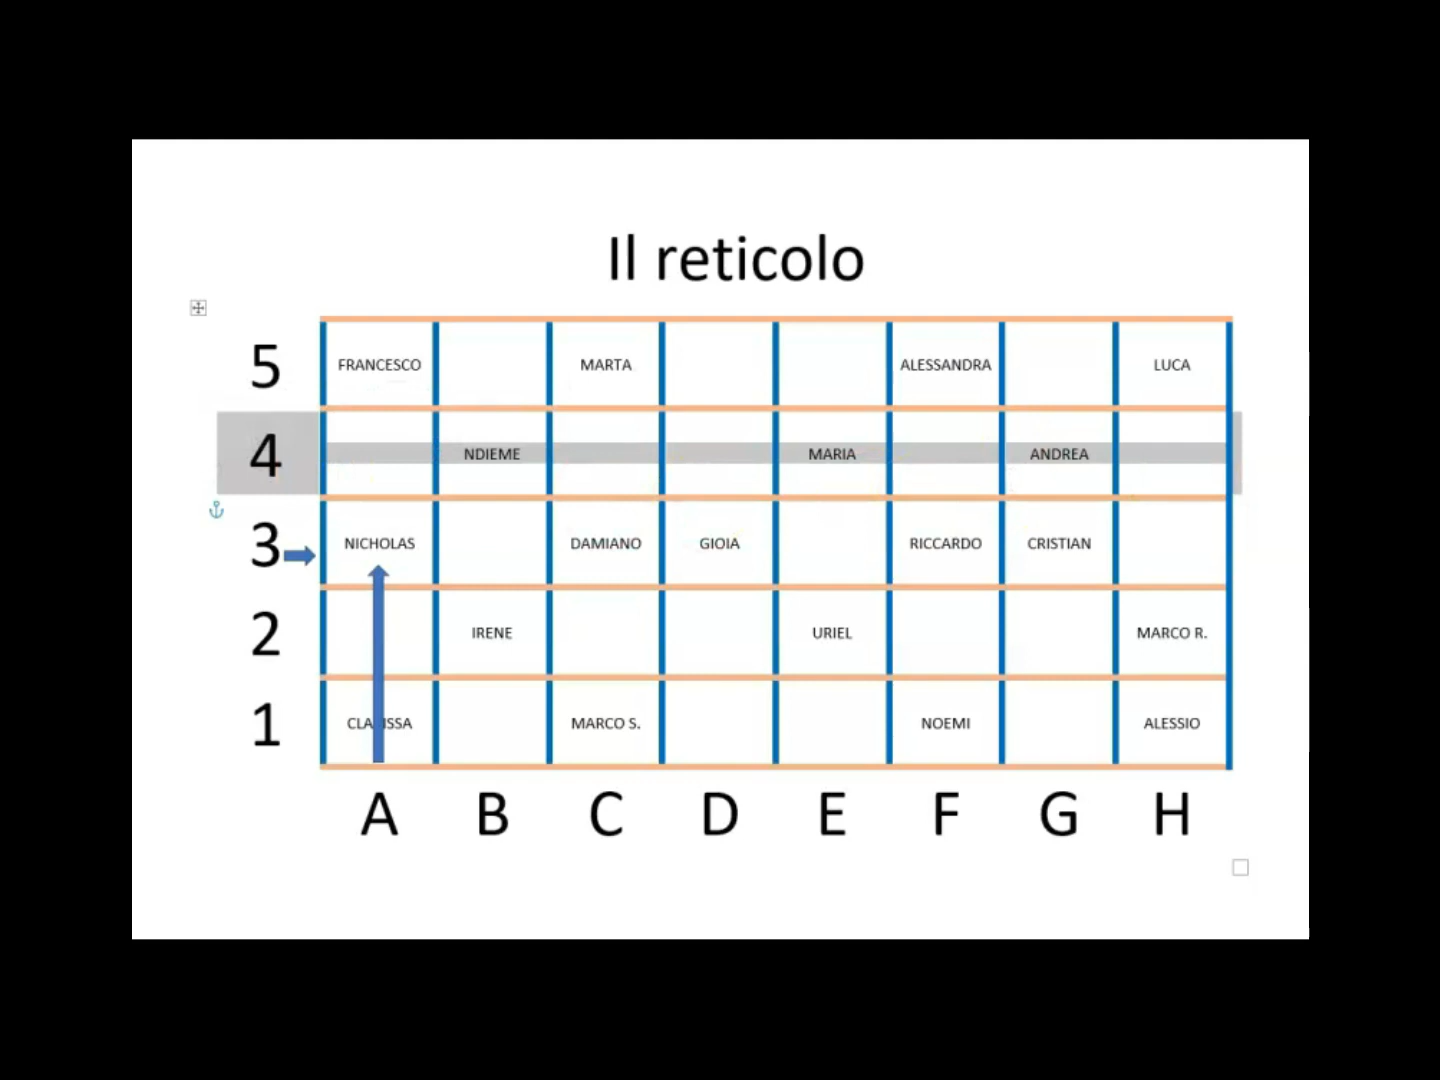 Il reticolo
5 FRANCESCO MARTA ALESSANDRA LUCA
4 NDIEME MARIA ANDREA
3 NICHOLAS DAMIANO GIOIA RICCARDO CRISTIAN
2 IRENE URIEL MARCO R.
1 CLARISSA MARCO S. NOEMI ALESSIO
A B C D E F G H